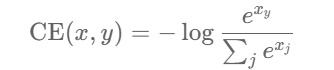 CE(x, y) = − log e^{x_y} / ∑_j e^{x_j}